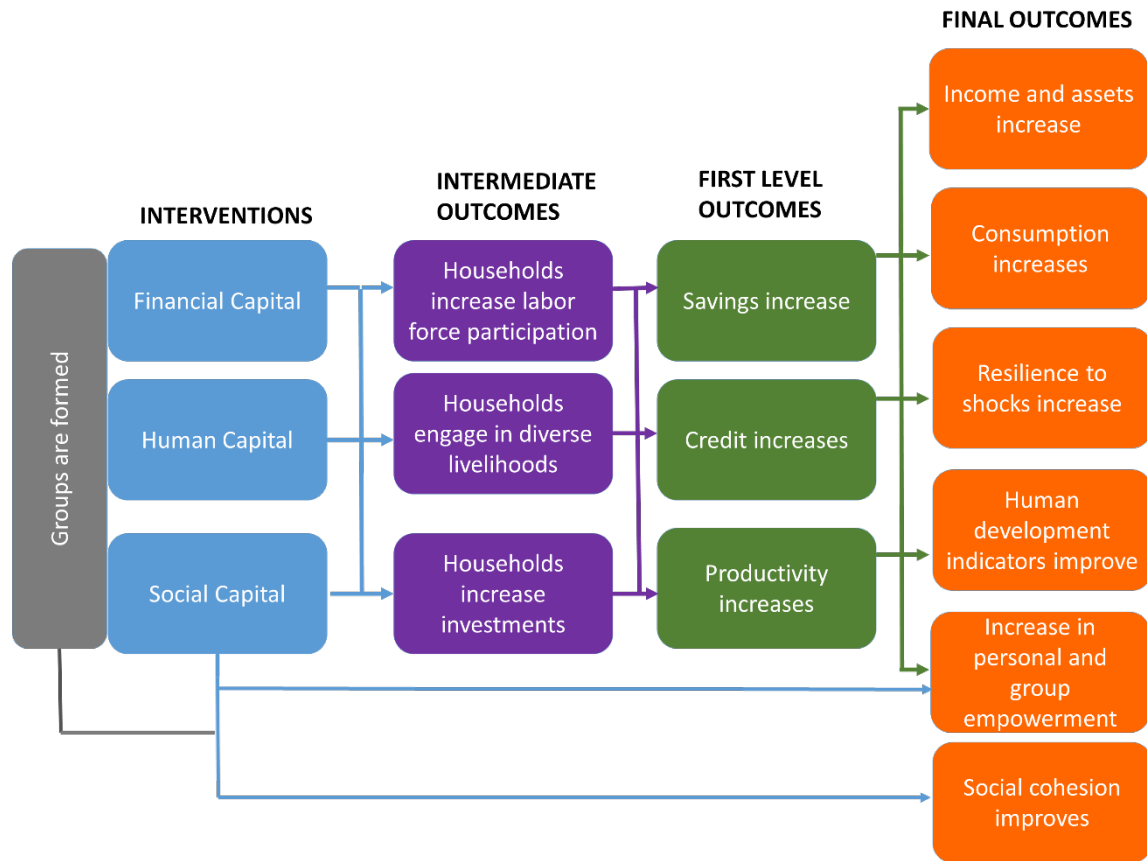 FINAL OUTCOMES
Income and assets
increase
INTERMEDIATE
OUTCOMES
FIRST LEVEL
OUTCOMES
INTERVENTIONS
Consumption
increases
Groups are formed
Financial Capital
Households
increase labor
force participation
Savings increase
Resilience to
shocks increase
Human Capital
Households
engage in diverse
livelihoods
Credit increases
Human
development
indicators improve
Social Capital
Households
increase
investments
Productivity
increases
Increase in
personal and
group
empowerment
Social cohesion
improves